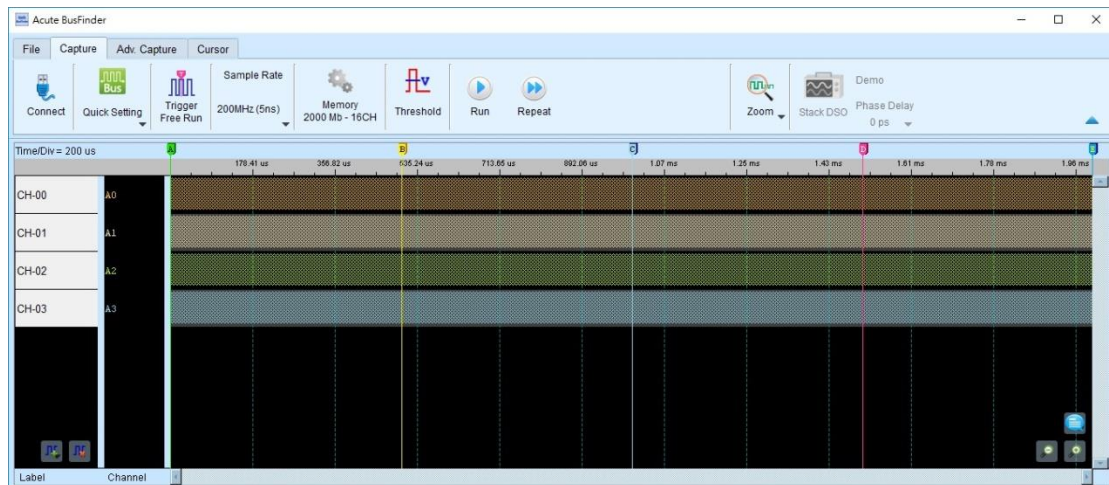 Acute BusFinder
File Capture Adv. Capture Cursor
Connect
Bus
Quick Setting
Trigger
Free Run
Sample Rate
200MHz (5ns)
Memory
2000 Mb - 16CH
Threshold
Run
Repeat
Zoom
Stack DSO
Demo
Phase Delay
0 ps
Time/Div = 200 us
A B C D
178.41 us 356.82 us 535.24 us 713.65 us 892.06 us 1.07 ms 1.25 ms 1.43 ms 1.61 ms 1.78 ms 1.96 ms
CH-00 A0
CH-01 A1
CH-02 A2
CH-03 A3
Label Channel